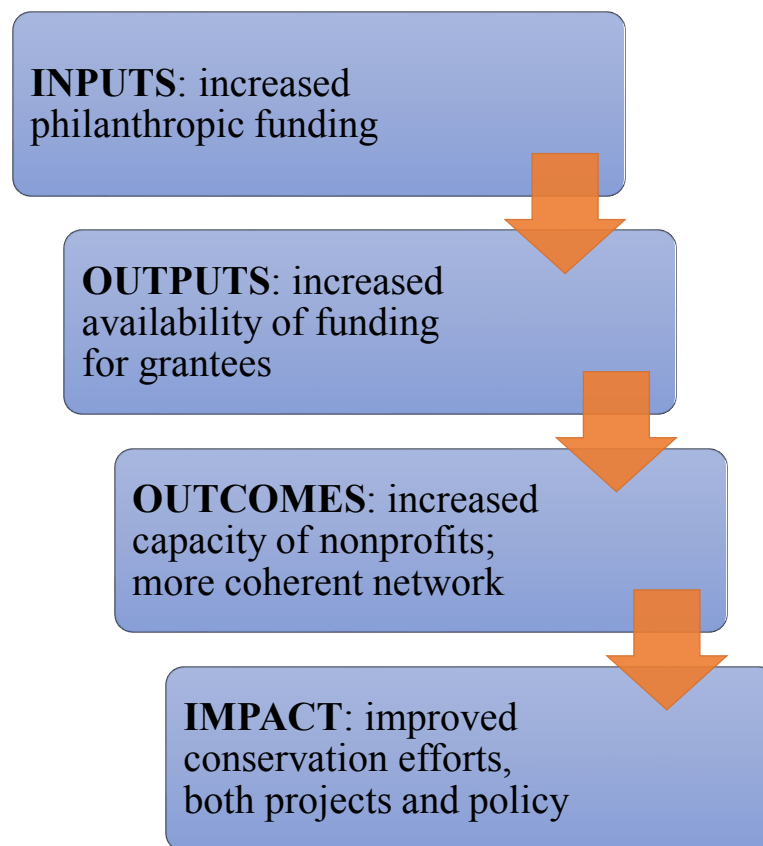 INPUTS: increased
philanthropic funding
OUTPUTS: increased
availability of funding
for grantees
OUTCOMES: increased
capacity of nonprofits;
more coherent network
IMPACT: improved
conservation efforts,
both projects and policy